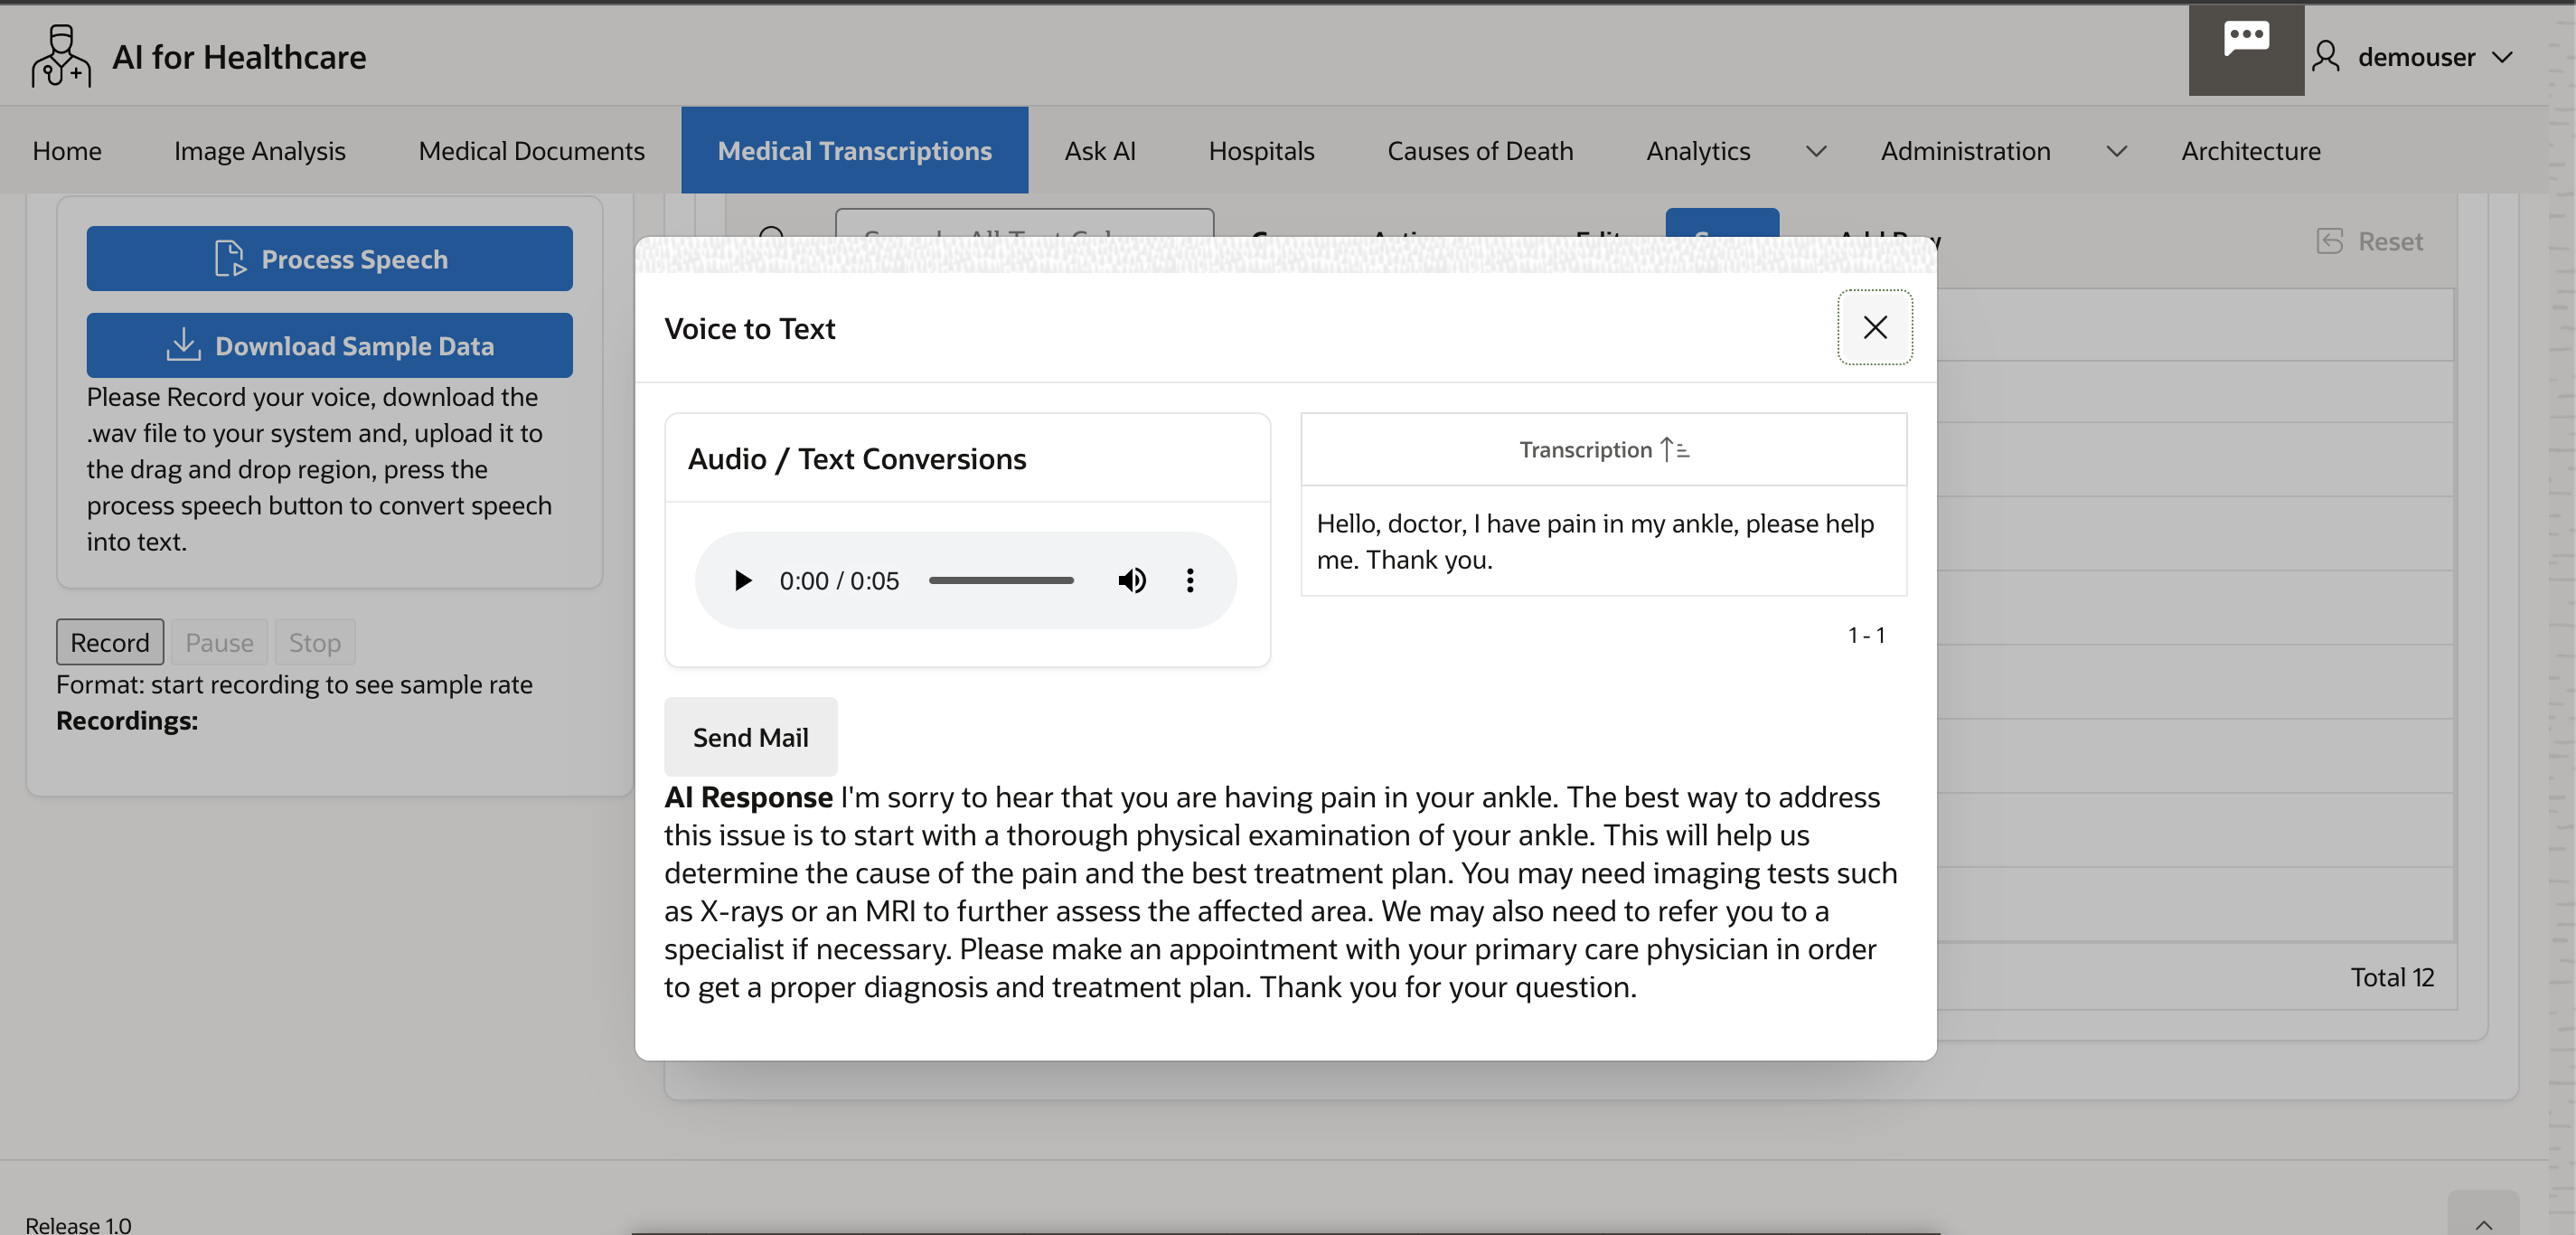 AI for Healthcare
demouser
Home Image Analysis Medical Documents Medical Transcriptions Ask AI Hospitals Causes of Death Analytics Administration Architecture
Process Speech
Download Sample Data
Please Record your voice, download the
.wav file to your system and, upload it to
the drag and drop region, press the
process speech button to convert speech
into text.
Record Pause Stop
Format: start recording to see sample rate
Recordings:
Reset
Voice to Text
Audio / Text Conversions
0:00 / 0:05
Transcription
Hello, doctor, I have pain in my ankle, please help
me. Thank you.
1 - 1
Send Mail
AI Response I'm sorry to hear that you are having pain in your ankle. The best way to address
this issue is to start with a thorough physical examination of your ankle. This will help us
determine the cause of the pain and the best treatment plan. You may need imaging tests such
as X-rays or an MRI to further assess the affected area. We may also need to refer you to a
specialist if necessary. Please make an appointment with your primary care physician in order
to get a proper diagnosis and treatment plan. Thank you for your question.
Total 12
Release 1.0